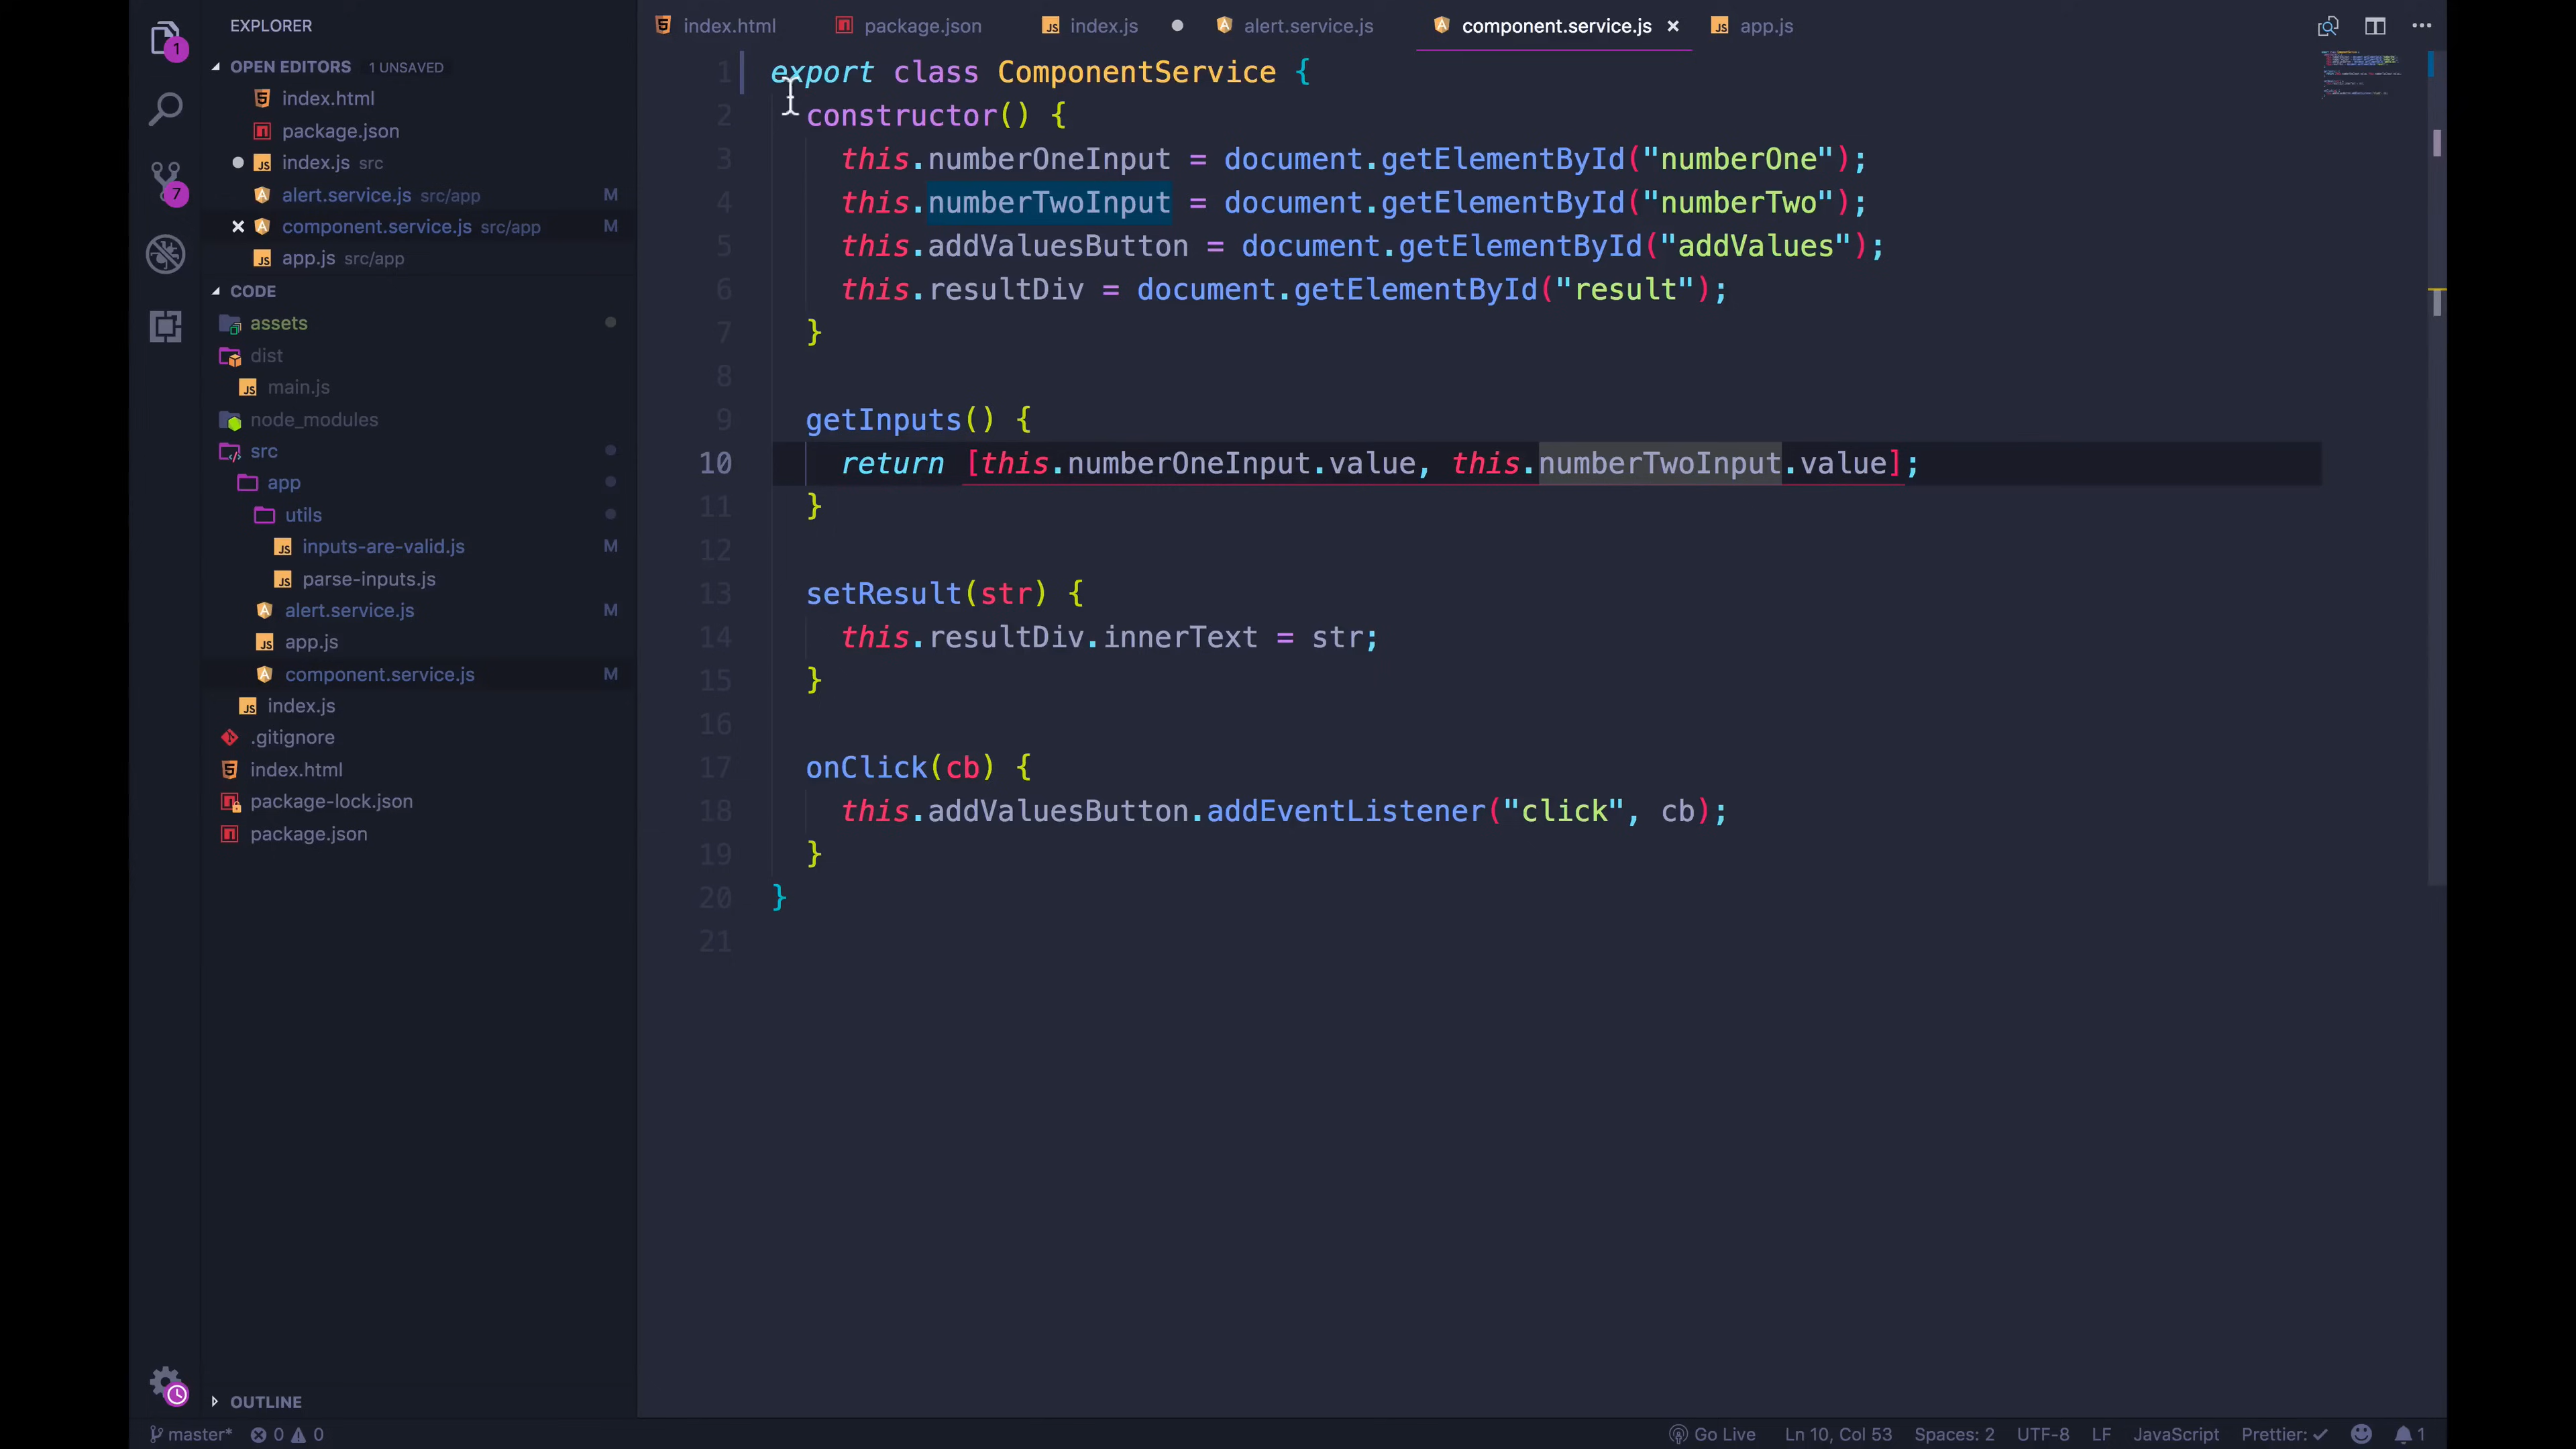 EXPLORER
OPEN EDITORS 1 UNSAVED
index.html
package.json
index.js src
alert.service.js src/app M
component.service.js src/app M
app.js src/app
CODE
assets
dist
main.js
node_modules
src
app
utils
inputs-are-valid.js M
parse-inputs.js
alert.service.js M
app.js
component.service.js M
index.js
.gitignore
index.html
package-lock.json
package.json
OUTLINE
1
7
index.html package.json index.js alert.service.js component.service.js app.js
1 export class ComponentService {
2 constructor() {
3 this.numberOneInput = document.getElementById("numberOne");
4 this.numberTwoInput = document.getElementById("numberTwo");
5 this.addValuesButton = document.getElementById("addValues");
6 this.resultDiv = document.getElementById("result");
7 }
8
9 getInputs() {
10 return [this.numberOneInput.value, this.numberTwoInput.value];
11 }
12
13 setResult(str) {
14 this.resultDiv.innerText = str;
15 }
16
17 onClick(cb) {
18 this.addValuesButton.addEventListener("click", cb);
19 }
20 }
21
master* 0 0 Go Live Ln 10, Col 53 Spaces: 2 UTF-8 LF JavaScript Prettier: ✓ 1